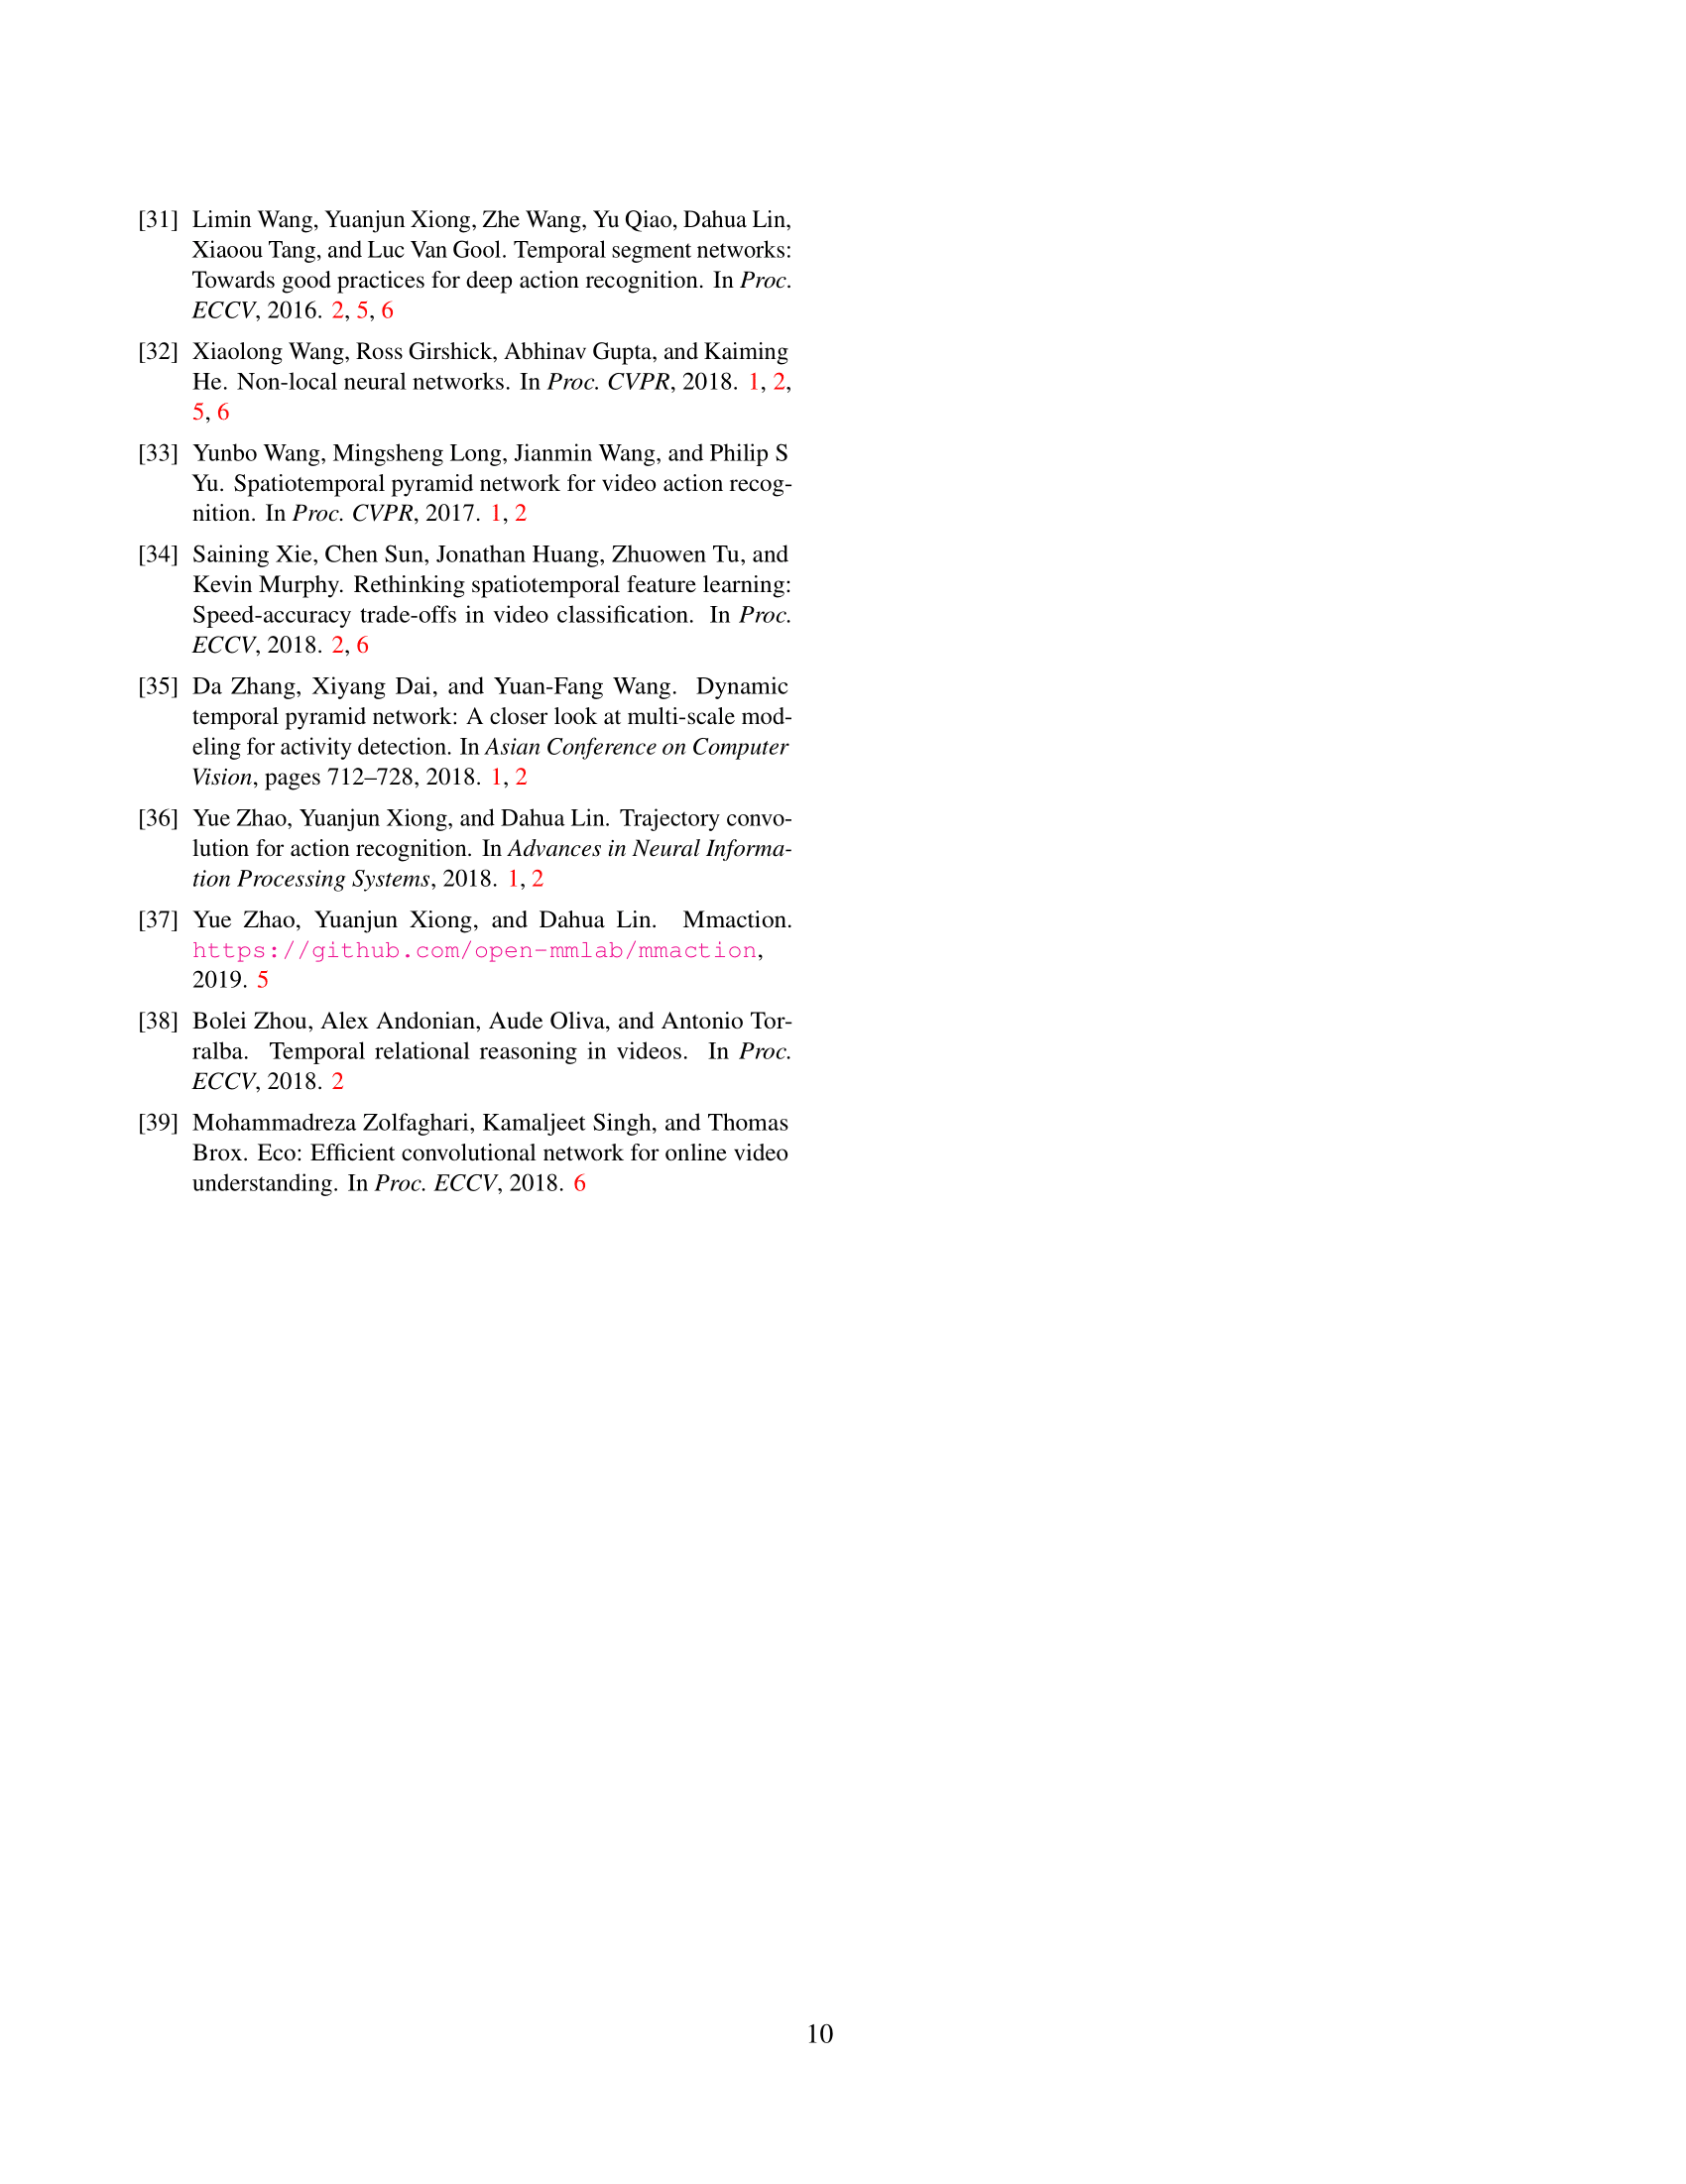 [31] Limin Wang, Yuanjun Xiong, Zhe Wang, Yu Qiao, Dahua Lin,
Xiaoou Tang, and Luc Van Gool. Temporal segment networks:
Towards good practices for deep action recognition. In Proc.
ECCV, 2016. 2, 5, 6
[32] Xiaolong Wang, Ross Girshick, Abhinav Gupta, and Kaiming
He. Non-local neural networks. In Proc. CVPR, 2018. 1, 2,
5, 6
[33] Yunbo Wang, Mingsheng Long, Jianmin Wang, and Philip S
Yu. Spatiotemporal pyramid network for video action recog-
nition. In Proc. CVPR, 2017. 1, 2
[34] Saining Xie, Chen Sun, Jonathan Huang, Zhuowen Tu, and
Kevin Murphy. Rethinking spatiotemporal feature learning:
Speed-accuracy trade-offs in video classification. In Proc.
ECCV, 2018. 2, 6
[35] Da Zhang, Xiyang Dai, and Yuan-Fang Wang. Dynamic
temporal pyramid network: A closer look at multi-scale mod-
eling for activity detection. In Asian Conference on Computer
Vision, pages 712–728, 2018. 1, 2
[36] Yue Zhao, Yuanjun Xiong, and Dahua Lin. Trajectory convo-
lution for action recognition. In Advances in Neural Informa-
tion Processing Systems, 2018. 1, 2
[37] Yue Zhao, Yuanjun Xiong, and Dahua Lin. Mmaction.
https://github.com/open-mmlab/mmaction,
2019. 5
[38] Bolei Zhou, Alex Andonian, Aude Oliva, and Antonio Tor-
ralba. Temporal relational reasoning in videos. In Proc.
ECCV, 2018. 2
[39] Mohammadreza Zolfaghari, Kamaljeet Singh, and Thomas
Brox. Eco: Efficient convolutional network for online video
understanding. In Proc. ECCV, 2018. 6
10